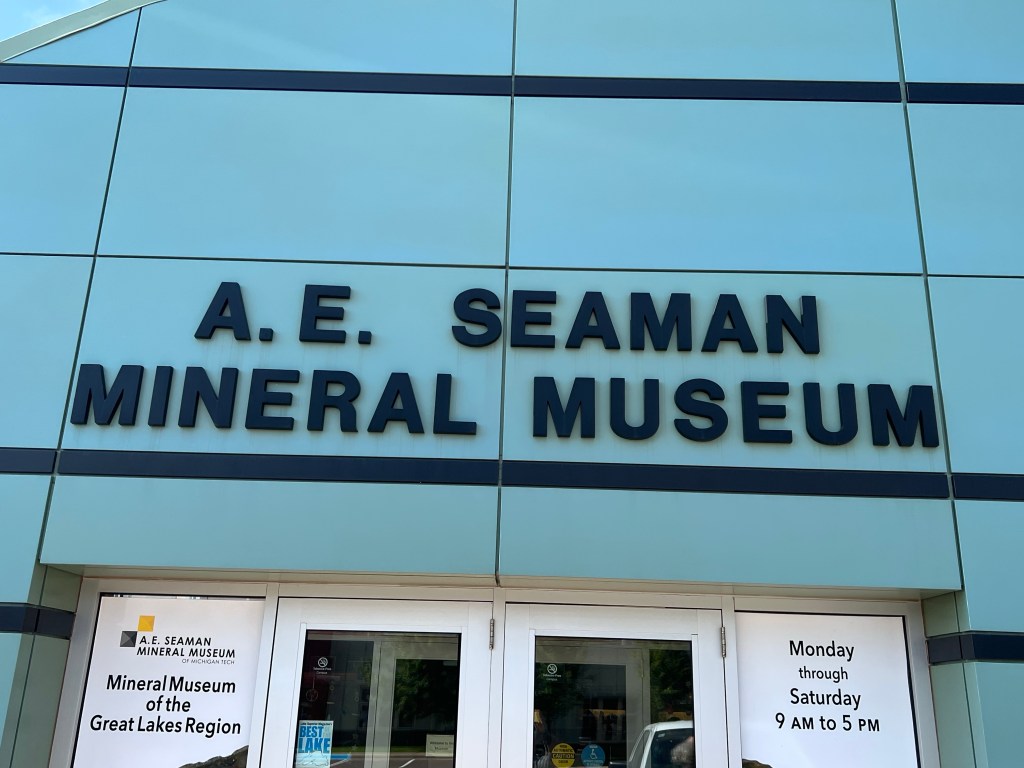 A. E. SEAMAN
MINERAL MUSEUM
A.E. SEAMAN
MINERAL MUSEUM
OF MICHIGAN TECH
Mineral Museum
of the
Great Lakes Region
BEST
LAKE
CAUTION
Monday
through
Saturday
9 AM to 5 PM